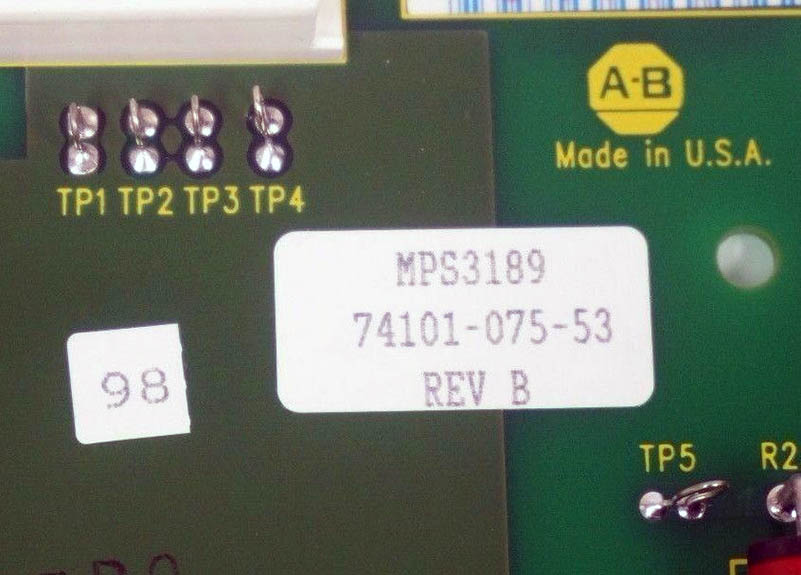 A-B
Made in U.S.A.
TP1 TP2 TP3 TP4
MPS3189
74101-075-53
REV B
98
TP5 R2